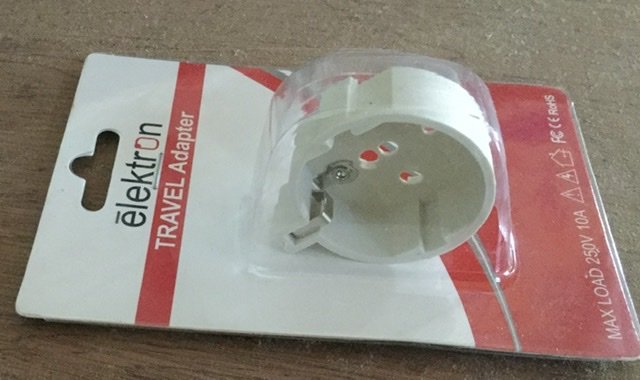 ēlektron
TRAVEL Adapter
MAX LOAD 250V 10A
FC CE RoHS